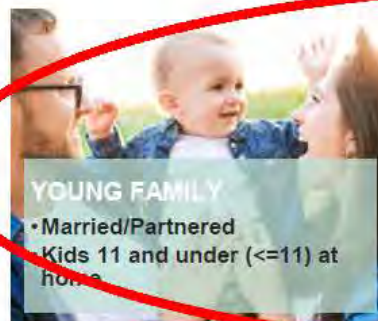 YOUNG FAMILY
• Married/Partnered
• Kids 11 and under (<=11) at
home